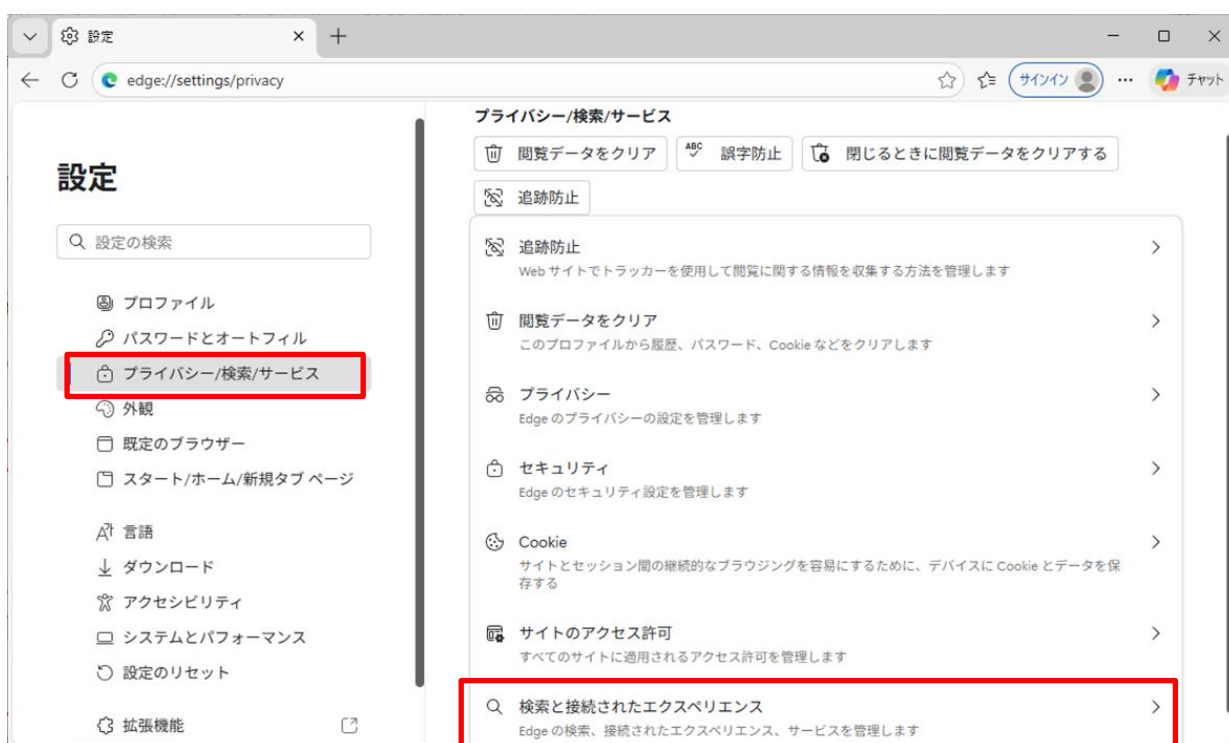 設定
edge://settings/privacy
サインイン
チャット
設定
設定の検索
プロファイル
パスワードとオートフィル
プライバシー/検索/サービス
外観
既定のブラウザー
スタート/ホーム/新規タブ ページ
言語
ダウンロード
アクセシビリティ
システムとパフォーマンス
設定のリセット
拡張機能
プライバシー/検索/サービス
閲覧データをクリア
ABC 誤字防止
閉じるときに閲覧データをクリアする
追跡防止
追跡防止
Web サイトでトラッカーを使用して閲覧に関する情報を収集する方法を管理します
閲覧データをクリア
このプロファイルから履歴、パスワード、Cookie などをクリアします
プライバシー
Edge のプライバシーの設定を管理します
セキュリティ
Edge のセキュリティ設定を管理します
Cookie
サイトとセッション間の継続的なブラウジングを容易にするために、デバイスに Cookie とデータを保
存する
サイトのアクセス許可
すべてのサイトに適用されるアクセス許可を管理します
検索と接続されたエクスペリエンス
Edge の検索、接続されたエクスペリエンス、サービスを管理します